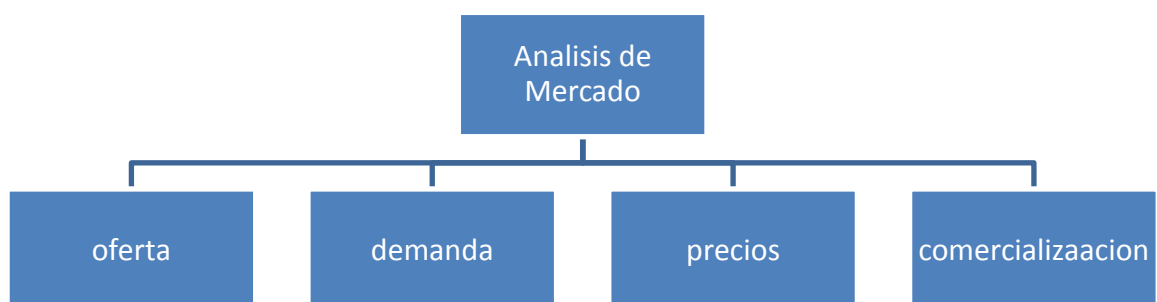 Analisis de
Mercado
oferta
demanda
precios
comercializaacion